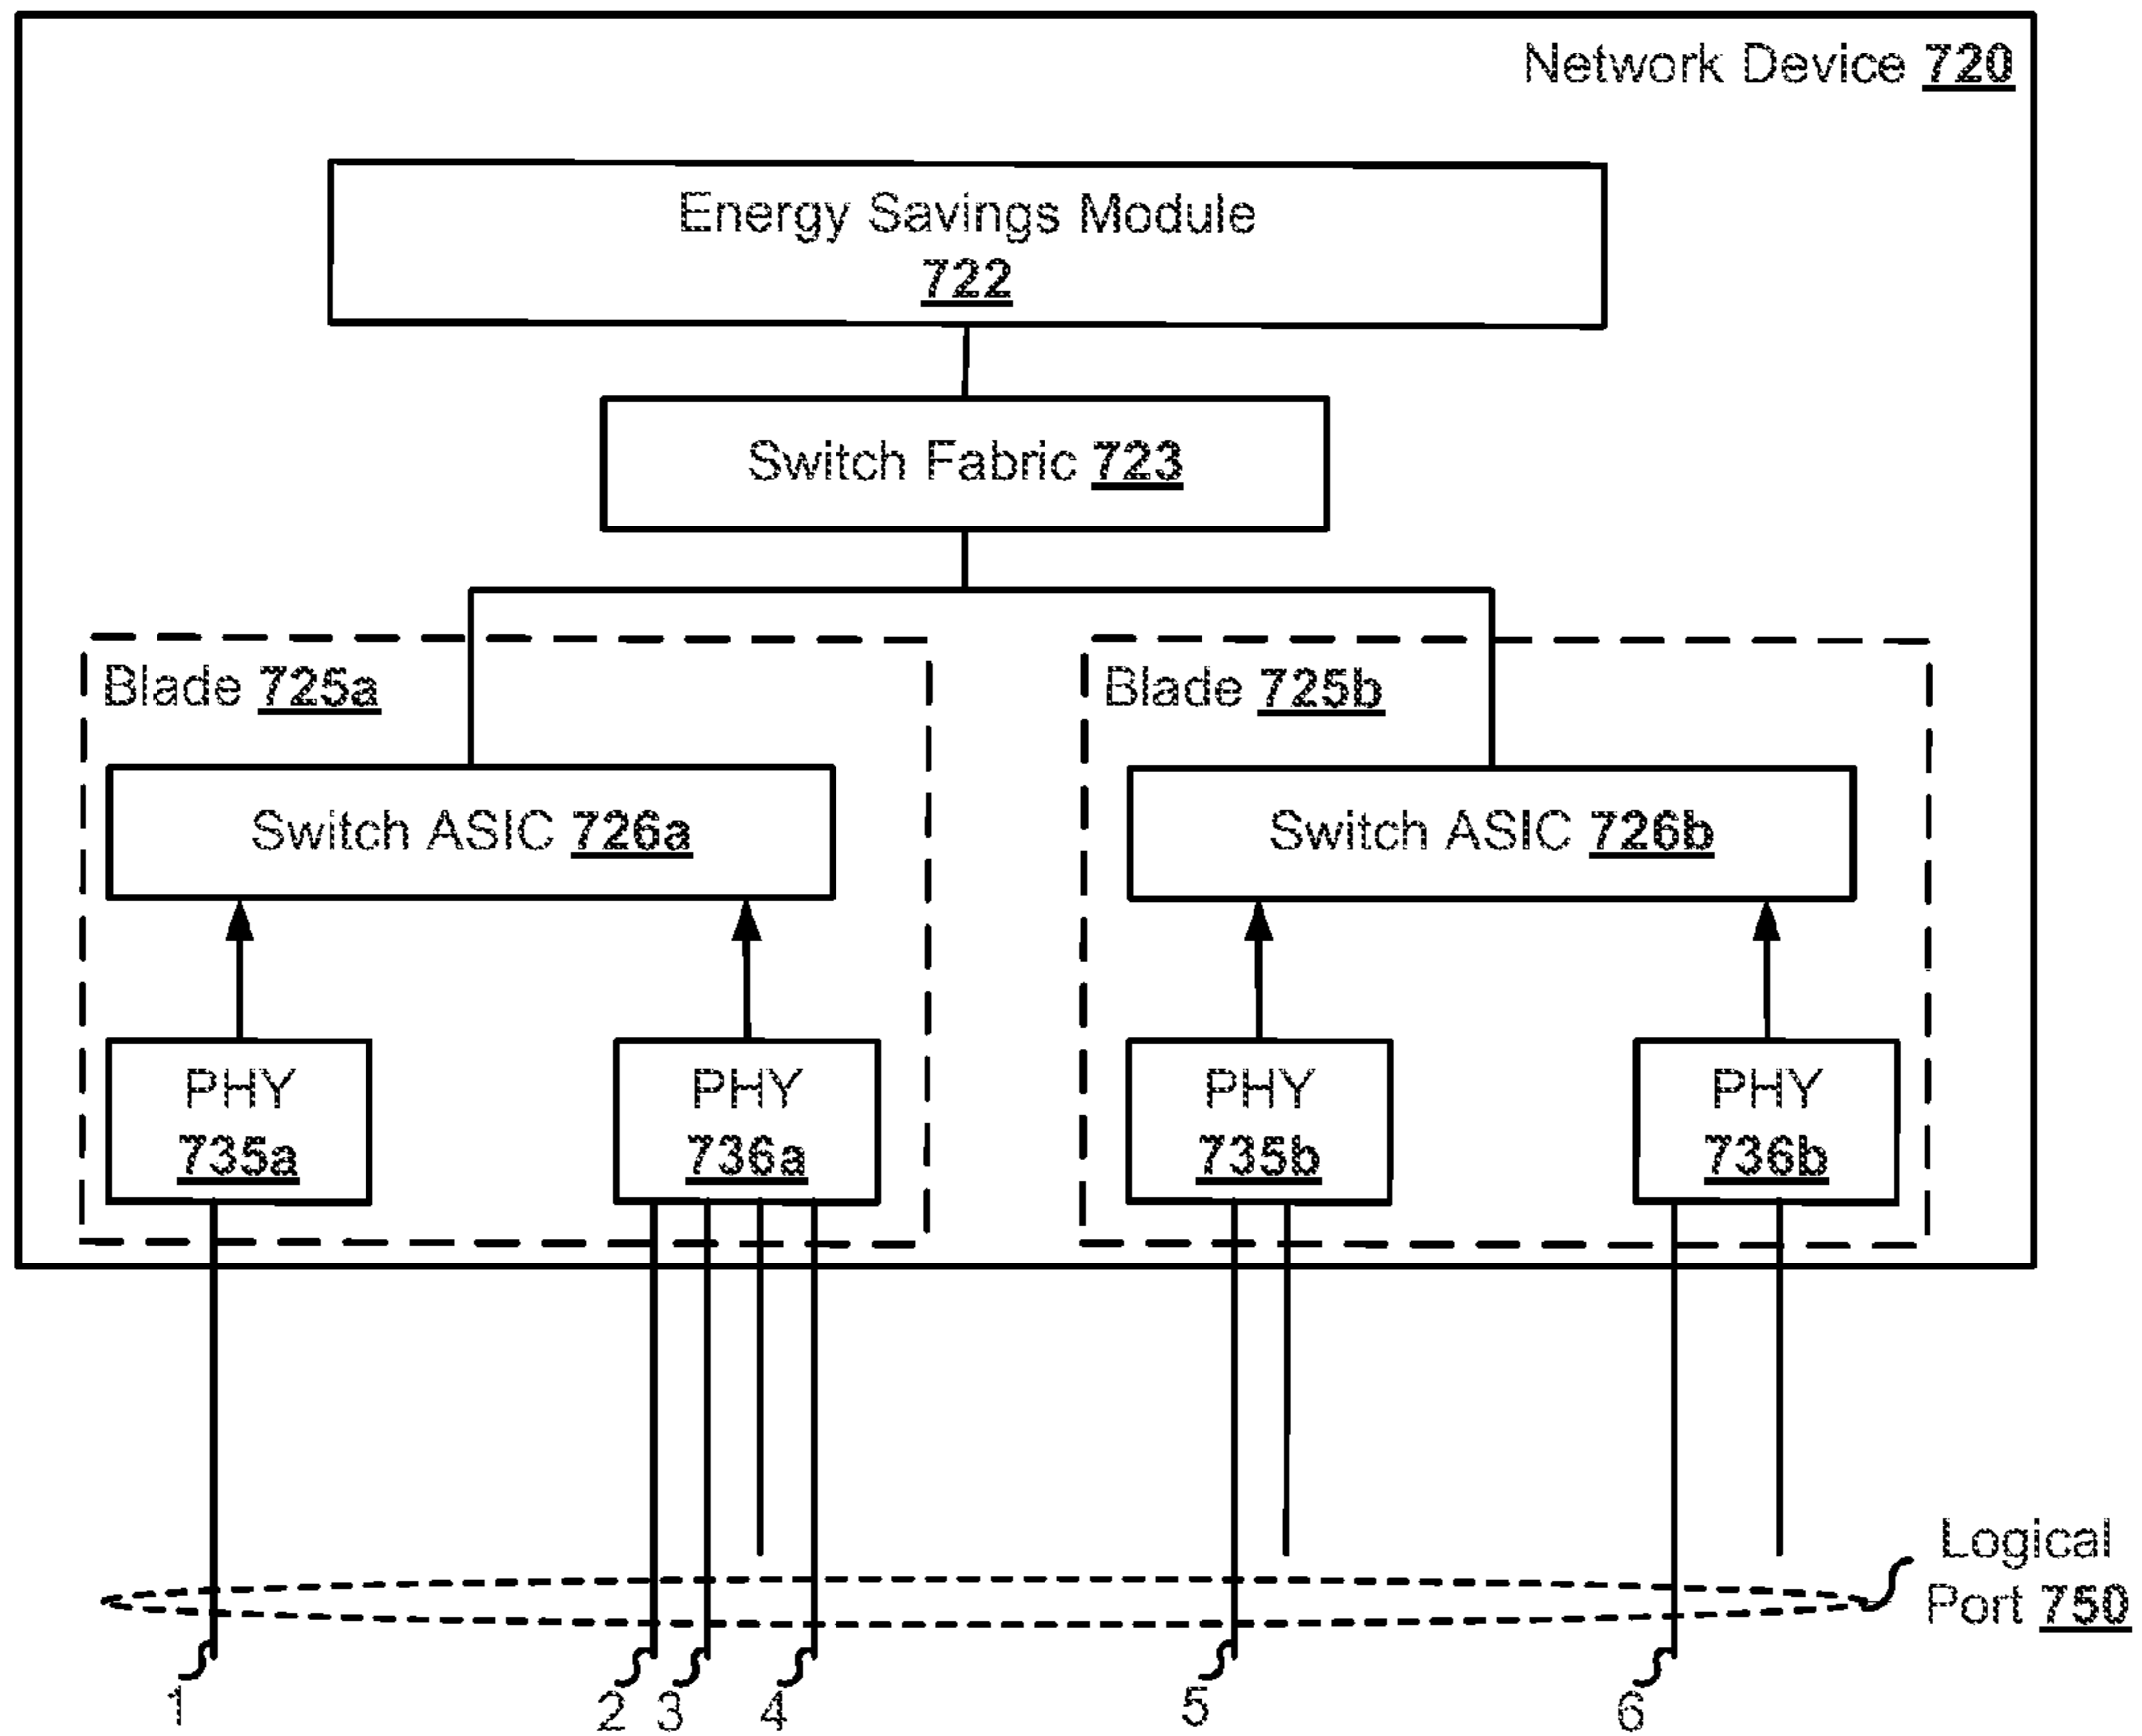 Network Device 720
Energy Savings Module
722
Switch Fabric 723
Blade 725a
Blade 725b
Switch ASIC 726a
Switch ASIC 726b
PHY
735a
PHY
736a
PHY
735b
PHY
736b
Logical
Port 750
1
2
3
4
5
6